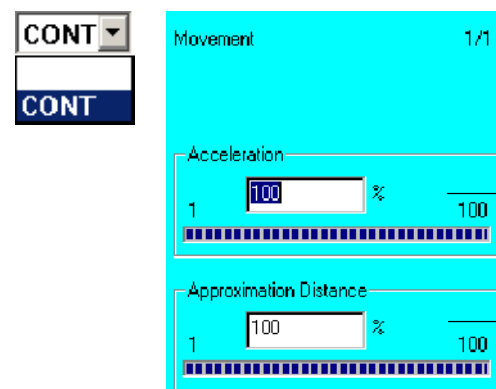 CONT
CONT
Movement 1/1
Acceleration
100 %
1 100
Approximation Distance
100 %
1 100